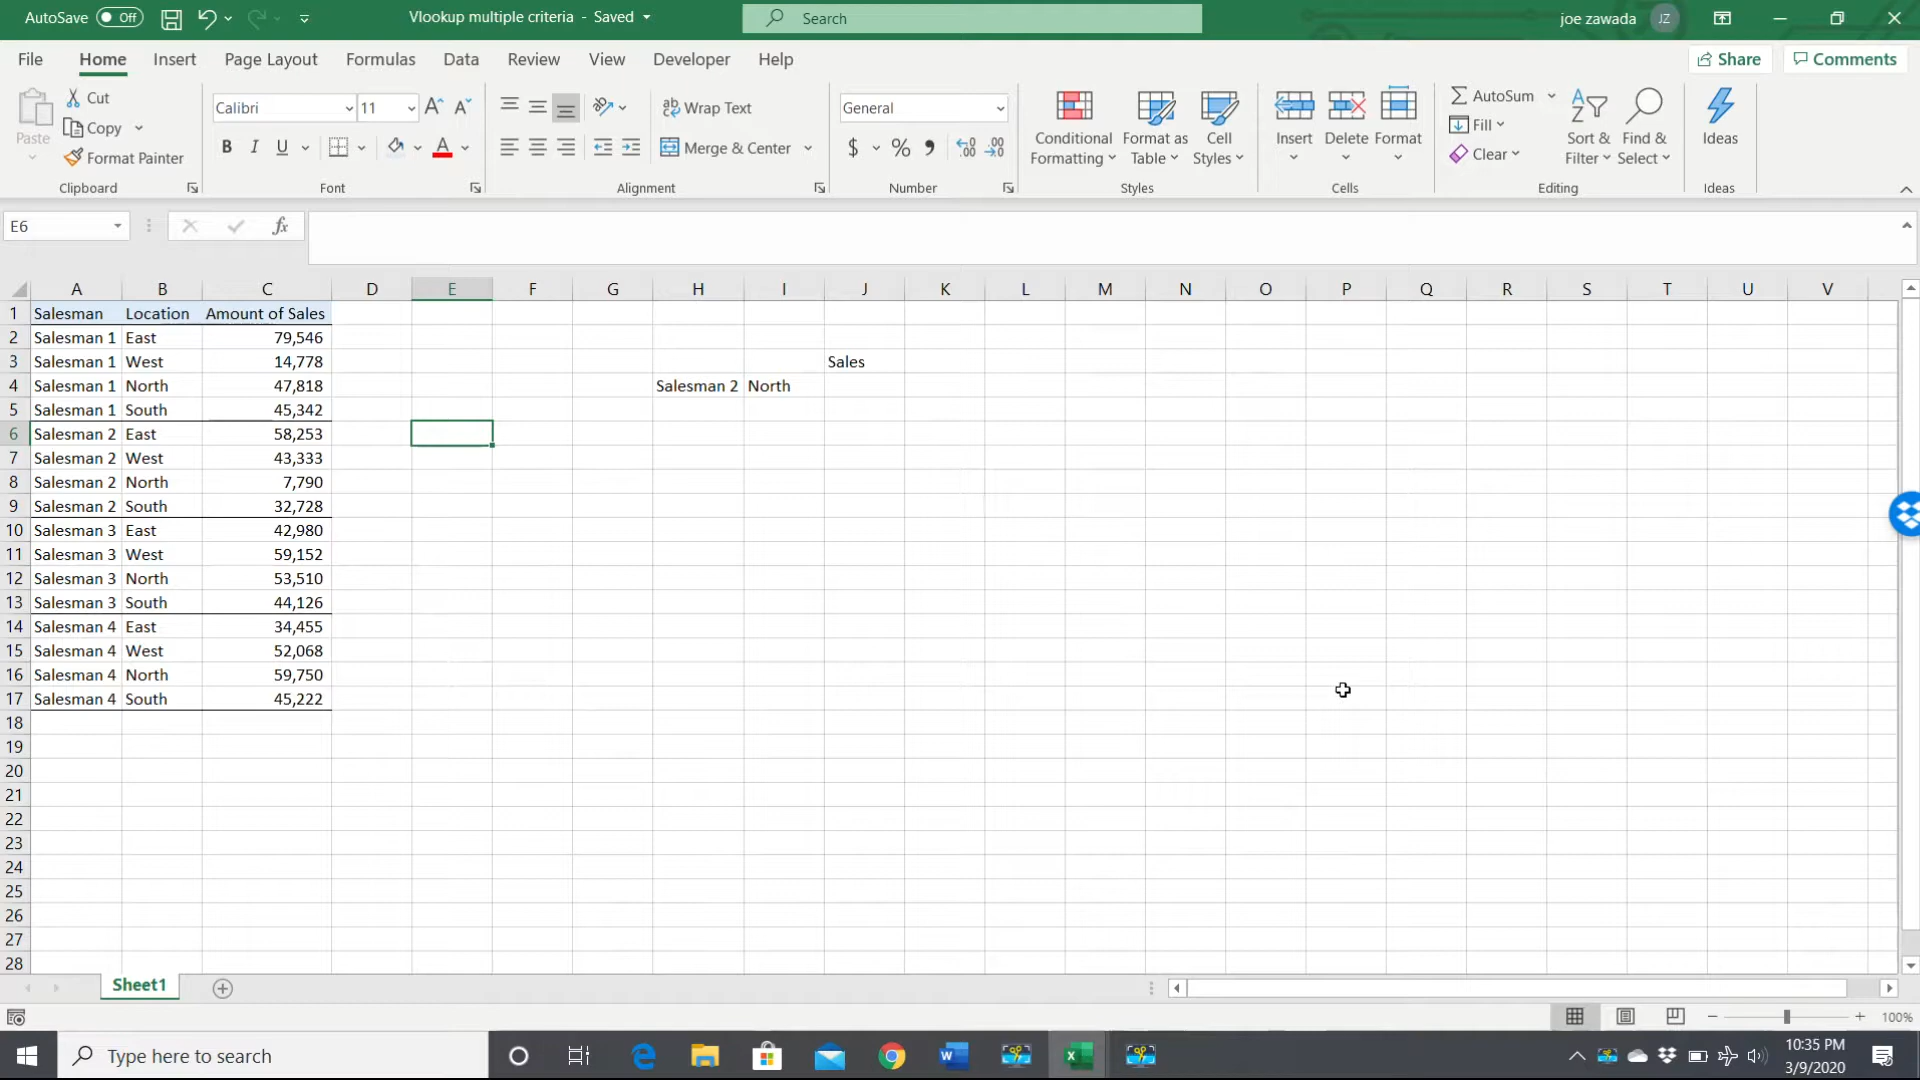 AutoSave Off Vlookup multiple criteria - Saved Search joe zawada JZ
File Home Insert Page Layout Formulas Data Review View Developer Help Share Comments
Paste Cut Copy Format Painter
Calibri 11
B I U A
Wrap Text
Merge & Center
General
$ % 9
Conditional Formatting Format as Table Cell Styles
Insert Delete Format
AutoSum Fill Clear
Sort & Filter Find & Select
Ideas
Clipboard Font Alignment Number Styles Cells Editing Ideas
E6 fx
A B C D E F G H I J K L M N O P Q R S T U V
1 Salesman Location Amount of Sales
2 Salesman 1 East 79,546
3 Salesman 1 West 14,778 Sales
4 Salesman 1 North 47,818 Salesman 2 North
5 Salesman 1 South 45,342
6 Salesman 2 East 58,253
7 Salesman 2 West 43,333
8 Salesman 2 North 7,790
9 Salesman 2 South 32,728
10 Salesman 3 East 42,980
11 Salesman 3 West 59,152
12 Salesman 3 North 53,510
13 Salesman 3 South 44,126
14 Salesman 4 East 34,455
15 Salesman 4 West 52,068
16 Salesman 4 North 59,750
17 Salesman 4 South 45,222
18
19
20
21
22
23
24
25
26
27
28
Sheet1
100%
Type here to search
10:35 PM
3/9/2020